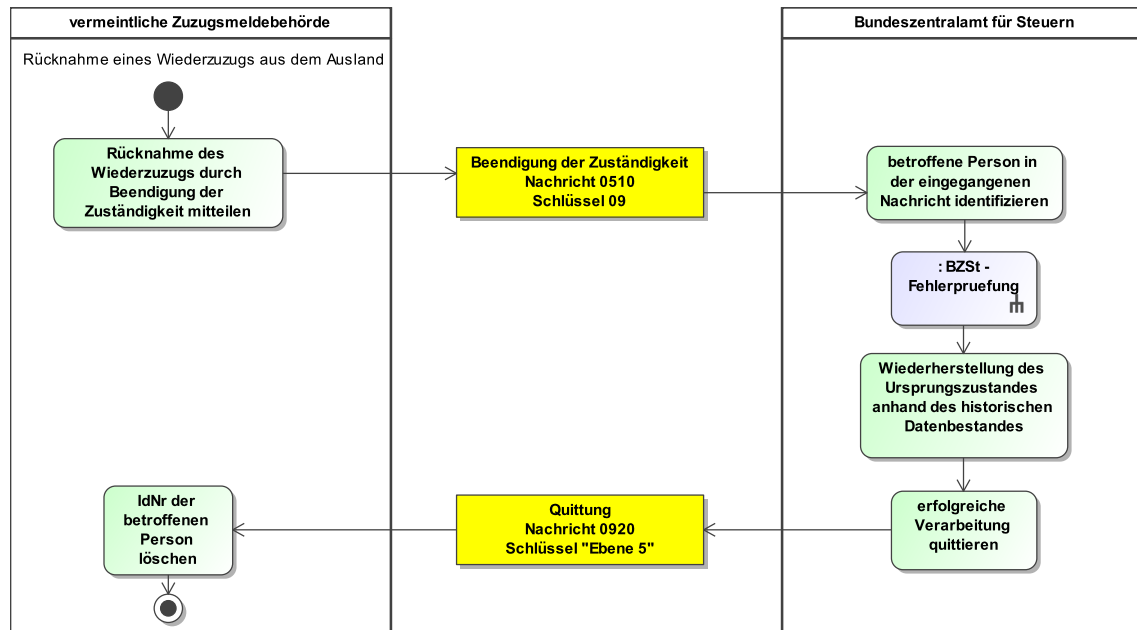 vermeintliche Zuzugsmeldebehörde
Bundeszentralamt für Steuern
Rücknahme eines Wiederzuzugs aus dem Ausland
Rücknahme des
Wiederzuzugs durch
Beendigung der
Zuständigkeit mitteilen
Beendigung der Zuständigkeit
Nachricht 0510
Schlüssel 09
betroffene Person in
der eingegangenen
Nachricht identifizieren
: BZSt -
Fehlerpruefung
Wiederherstellung des
Ursprungszustandes
anhand des historischen
Datenbestandes
erfolgreiche
Verarbeitung
quittieren
Quittung
Nachricht 0920
Schlüssel "Ebene 5"
IdNr der
betroffenen
Person
löschen